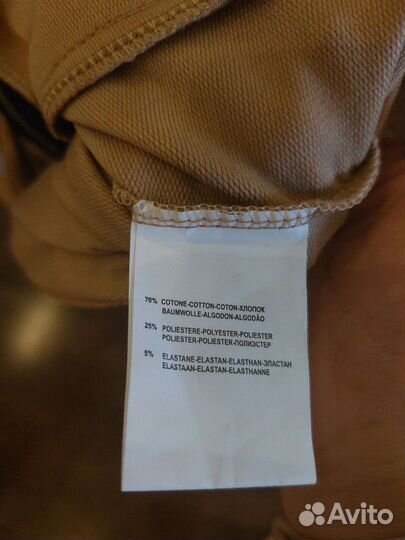 70% COTONE-COTTON-COTON-ХЛОПОК
BAUMWOLLE-ALGODON-ALGODÃO
25% POLIESTERE-POLYESTER-POLIESTER
POLIESTER-POLIESTER-ПОЛИЭСТЕР
5% ELASTANE-ELASTAN-ELASTHAN-ЭЛАСТАН
ELASTAAN-ELASTAN-ELASTHANNE
Avito